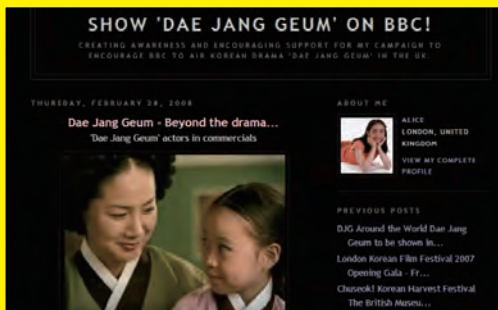 SHOW 'DAE JANG GEUM' ON BBC!
CREATING AWARENESS AND ENCOURAGING SUPPORT FOR MY CAMPAIGN TO
ENCOURAGE BBC TO AIR KOREAN DRAMA 'DAE JANG GEUM' IN THE UK.
THURSDAY, FEBRUARY 28, 2008
Dae Jang Geum - Beyond the drama...
'Dae Jang Geum' actors in commercials
ABOUT ME
ALICE
LONDON, UNITED
KINGDOM
VIEW MY COMPLETE
PROFILE
PREVIOUS POSTS
DJG Around the World Dae Jang
Geum to be shown in...
London Korean Film Festival 2007
Opening Gala - Fr...
Chuseok! Korean Harvest Festival
The British Museu...